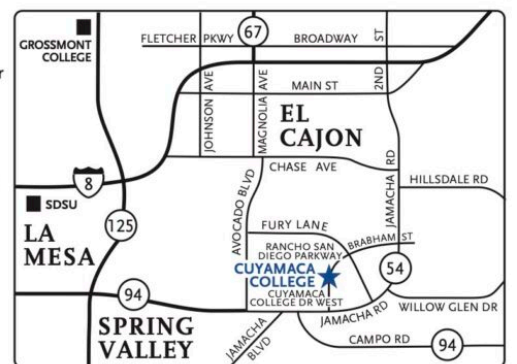 GROSSMONT
COLLEGE
FLETCHER PKWY
67
BROADWAY
2ND ST
r
MAIN ST
JOHNSON AVE
MAGNOLIA AVE
EL
CAJON
CHASE AVE
JAMACHA RD
HILLSDALE RD
8
SDSU
125
LA
MESA
AVOCADO BLVD
FURY LANE
RANCHO SAN
DIEGO PARKWAY
BRABHAM ST
CUYAMACA
COLLEGE
54
CUYAMACA
COLLEGE DR WEST
94
WILLOW GLEN DR
JAMACHA RD
SPRING
VALLEY
JAMACHA
BLVD
CAMPO RD
94